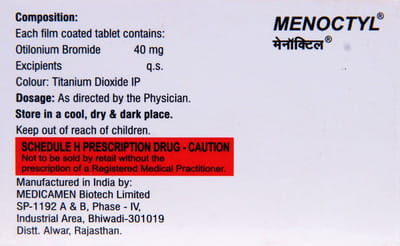 Composition:
Each film coated tablet contains:
Otilonium Bromide 40 mg
Excipients q.s.
Colour: Titanium Dioxide IP
Dosage: As directed by the Physician.
Store in a cool, dry & dark place.
Keep out of reach of children.
SCHEDULE H PRESCRIPTION DRUG - CAUTION
Not to be sold by retail without the
prescription of a Registered Medical Practitioner.
Manufactured in India by:
MEDICAMEN Biotech Limited
SP-1192 A & B, Phase - IV,
Industrial Area, Bhiwadi-301019
Distt. Alwar, Rajasthan.
MENOCTYL®
मेनॉक्टिल®